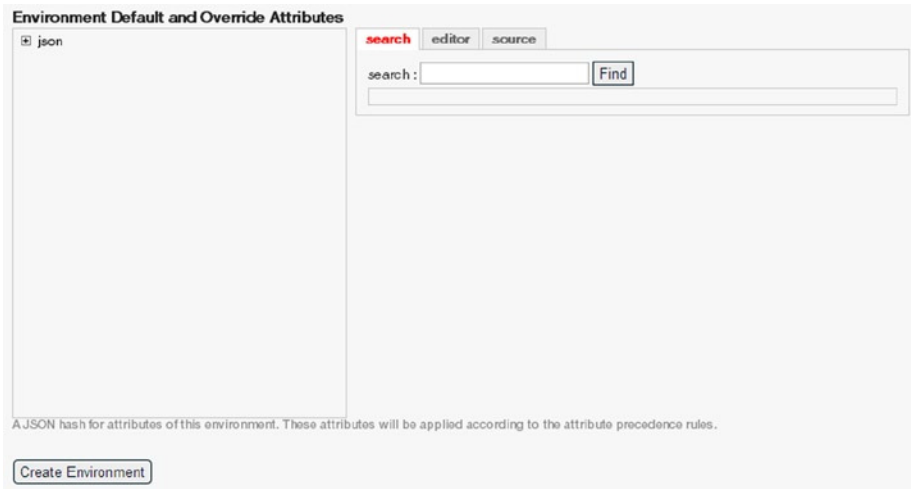 Environment Default and Override Attributes
json
search editor source
search : Find
A JSON hash for attributes of this environment. These attributes will be applied according to the attribute precedence rules.
Create Environment